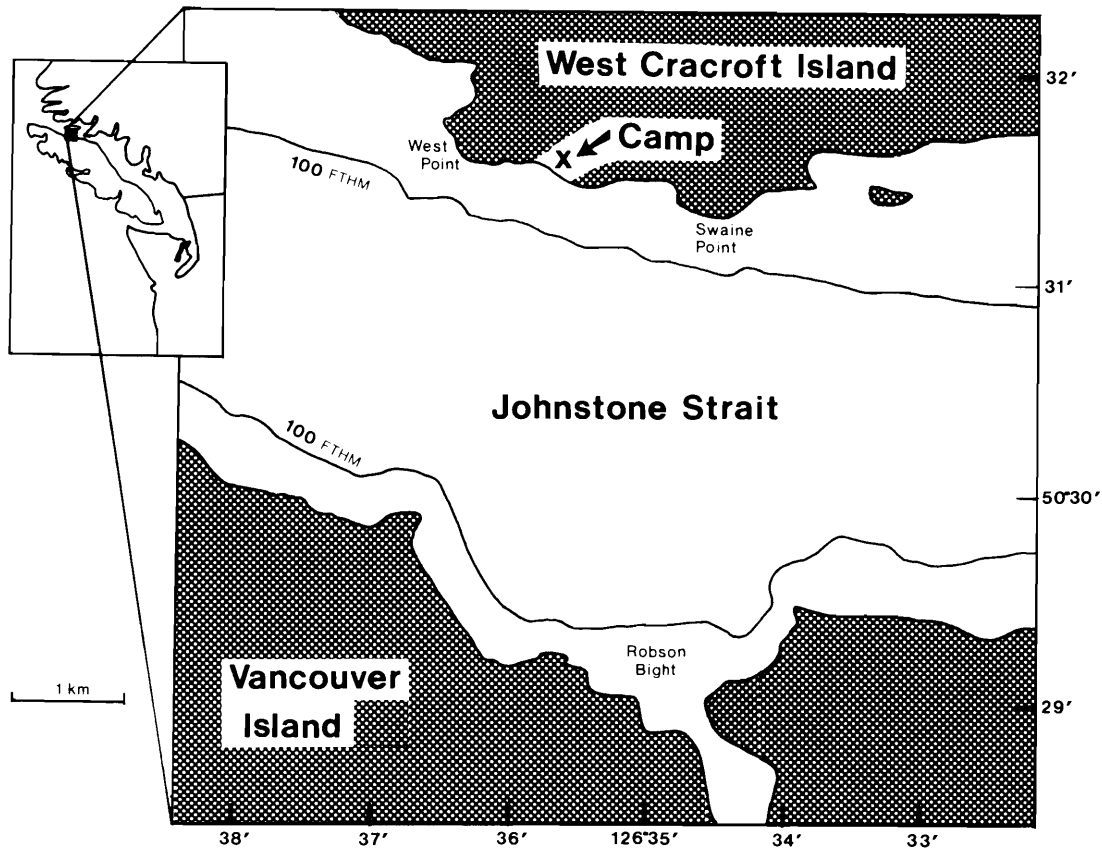 West Cracroft Island
32'
Camp
West
Point
100 FTHM
Swaine
Point
31'
Johnstone Strait
100 FTHM
50°30'
Robson
Bight
Vancouver
Island
1 km
29'
38' 37' 36' 126°35' 34' 33'